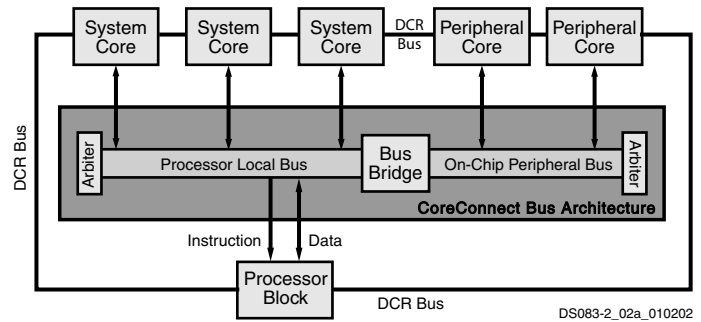 System
Core
System
Core
System
Core
DCR
Bus
Peripheral
Core
Peripheral
Core
DCR Bus
Arbiter
Processor Local Bus
Bus
Bridge
On-Chip Peripheral Bus
Arbiter
CoreConnect Bus Architecture
Instruction
Data
Processor
Block
DCR Bus
DS083-2_02a_010202